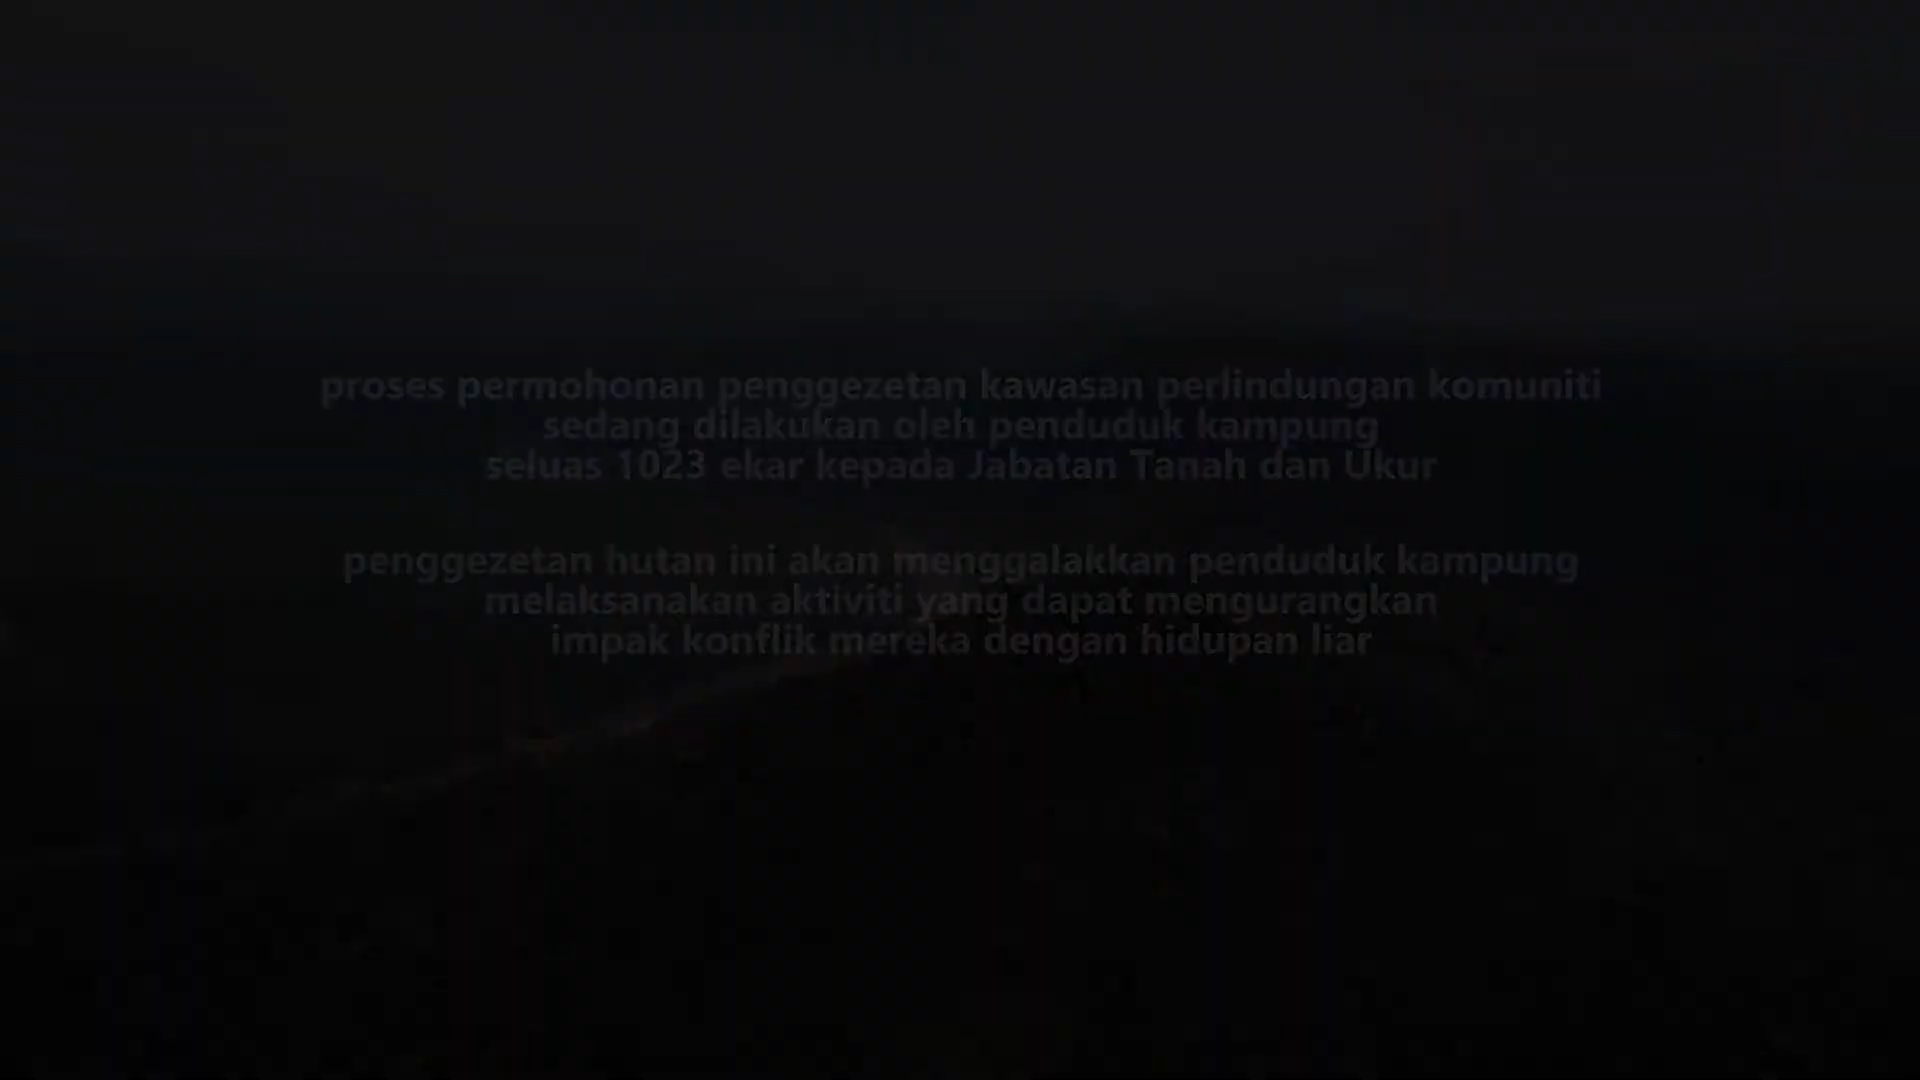 proses permohonan penggezetan kawasan perlindungan komuniti
sedang dilakukan oleh penduduk kampung
seluas 1023 ekar kepada Jabatan Tanah dan Ukur
penggezetan hutan ini akan menggalakkan penduduk kampung
melaksanakan aktiviti yang dapat mengurangkan
impak konflik mereka dengan hidupan liar